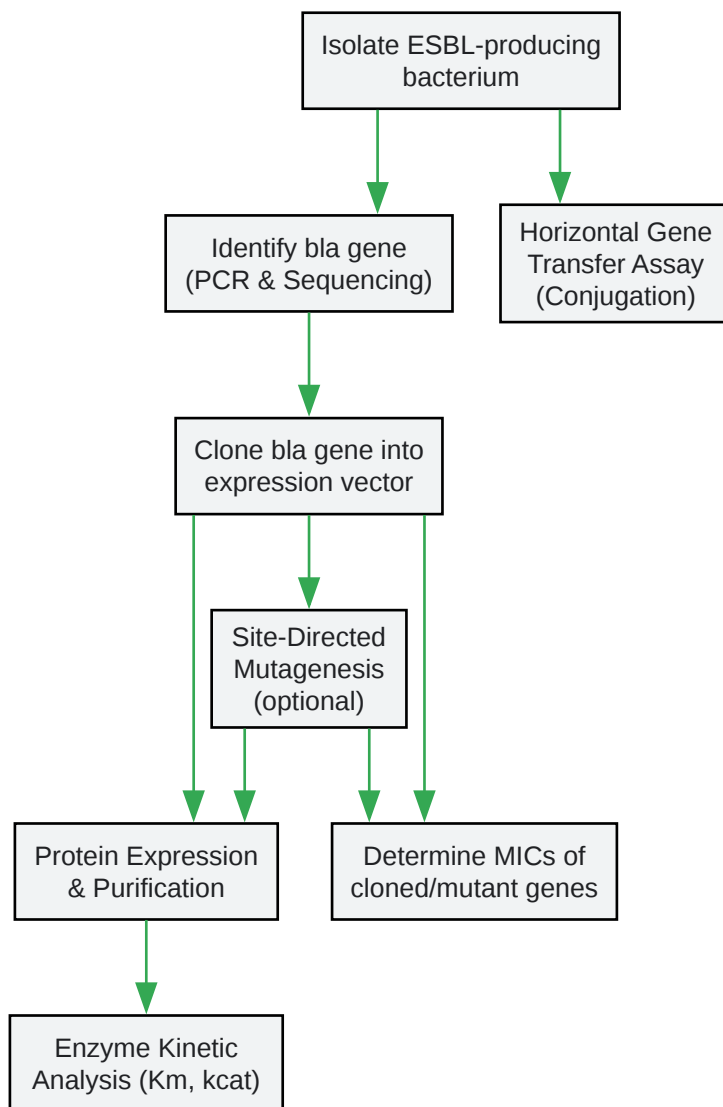 Isolate ESBL-producing
bacterium
Identify bla gene
(PCR & Sequencing)
Horizontal Gene
Transfer Assay
(Conjugation)
Clone bla gene into
expression vector
Site-Directed
Mutagenesis
(optional)
Protein Expression
& Purification
Determine MICs of
cloned/mutant genes
Enzyme Kinetic
Analysis (Km, kcat)